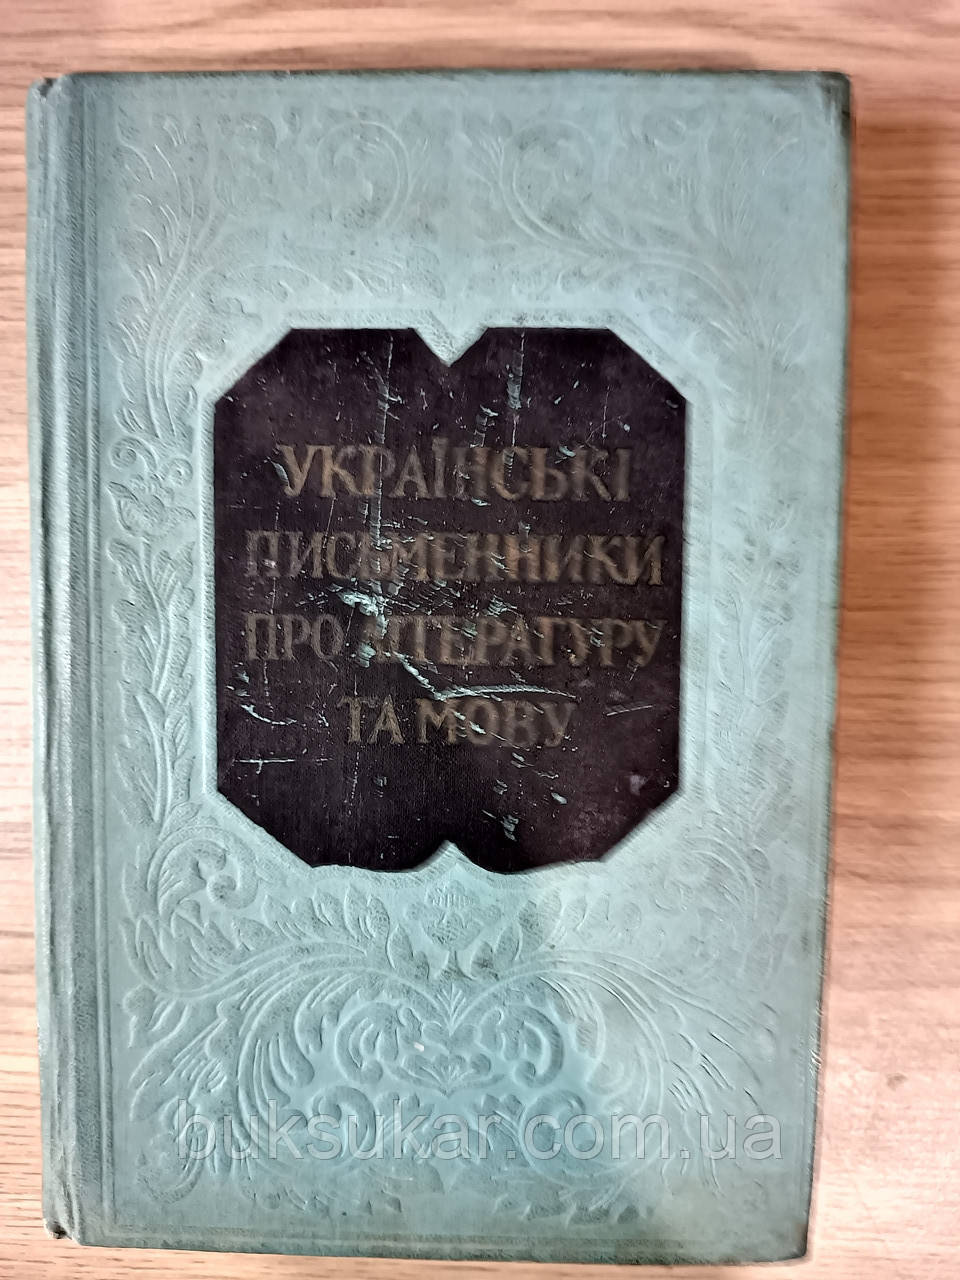 УКРАЇНСЬКІ
ПИСЬМЕННИКИ
ПРО ЛІТЕРАТУРУ
ТА МОВУ
buksukar.com.ua